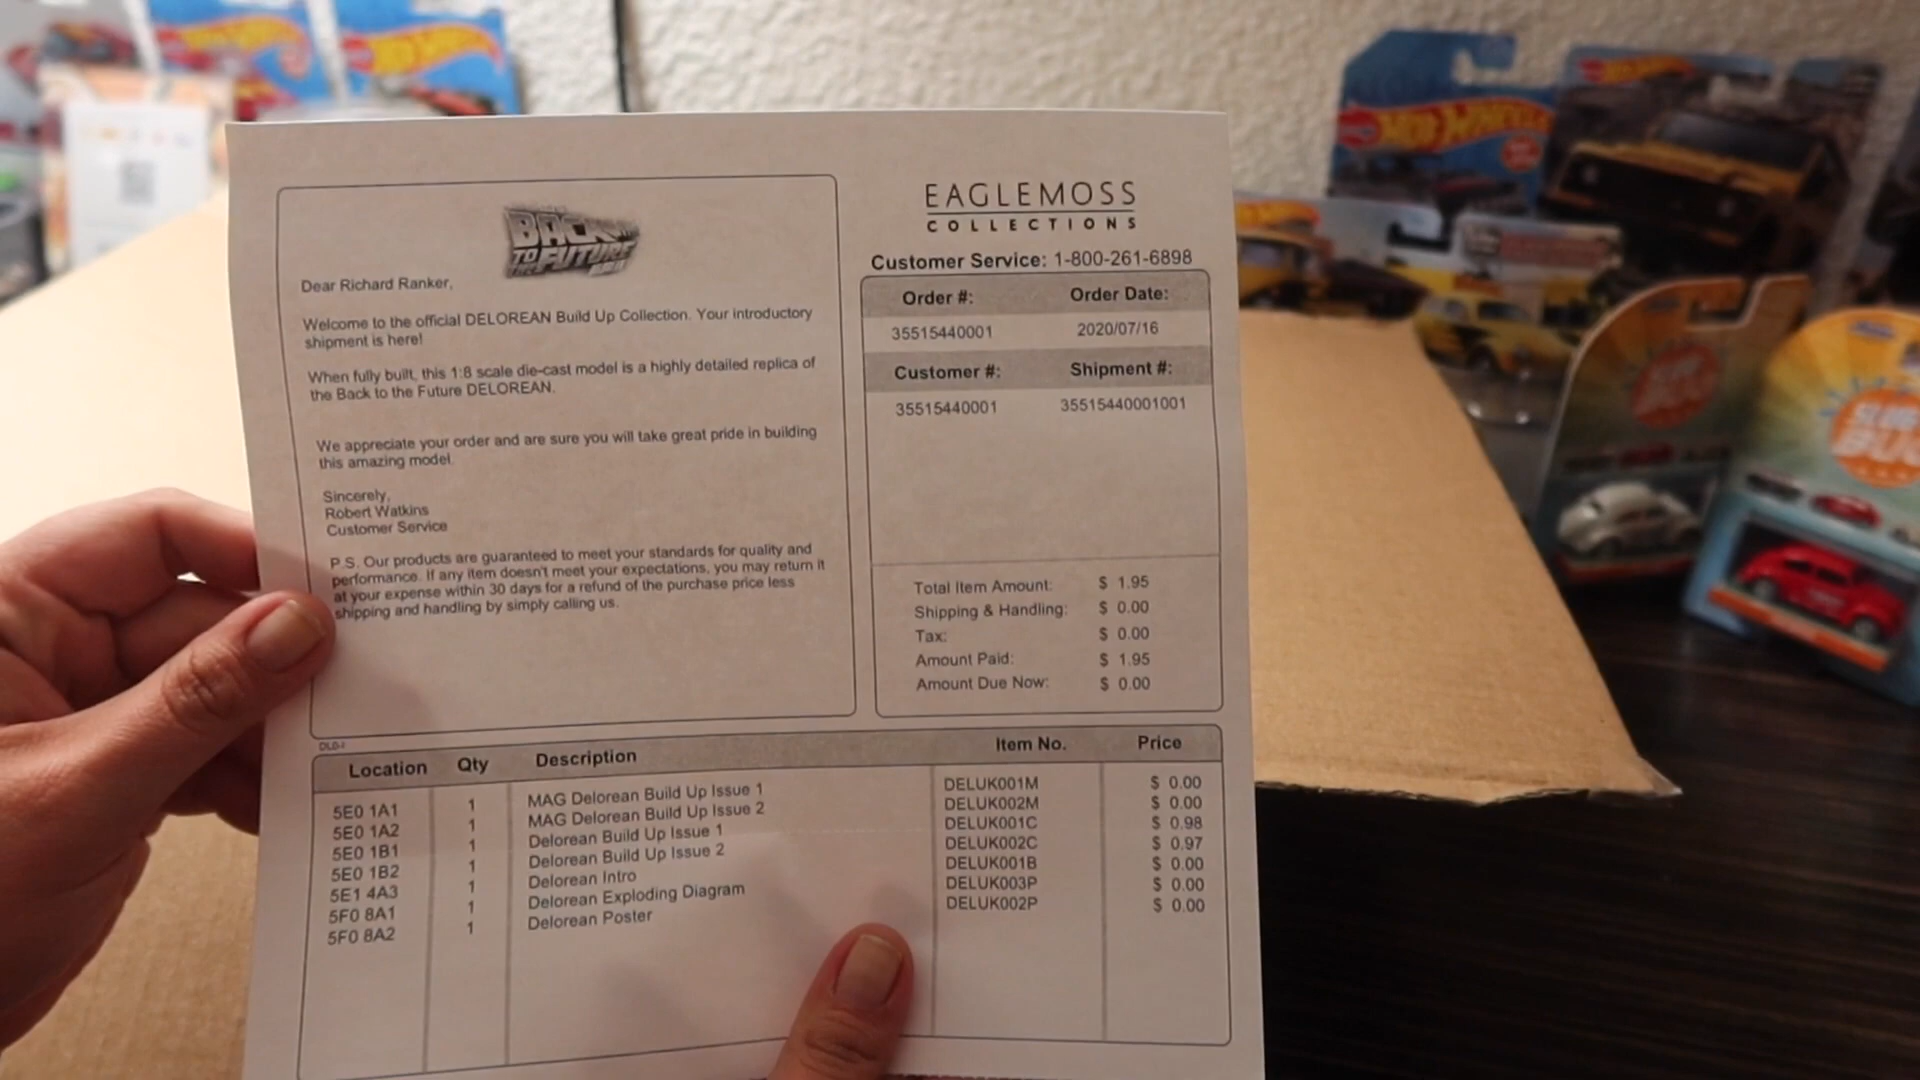 BACK
TO THE FUTURE
Dear Richard Ranker,
Welcome to the official DELOREAN Build Up Collection. Your introductory
shipment is here!
When fully built, this 1:8 scale die-cast model is a highly detailed replica of
the Back to the Future DELOREAN.
We appreciate your order and are sure you will take great pride in building
this amazing model.
Sincerely,
Robert Watkins
Customer Service
P.S. Our products are guaranteed to meet your standards for quality and
performance. If any item doesn't meet your expectations, you may return it
at your expense within 30 days for a refund of the purchase price less
shipping and handling by simply calling us.
EAGLEMOSS
COLLECTIONS
Customer Service: 1-800-261-6898
Order #: Order Date:
35515440001 2020/07/16
Customer #: Shipment #:
35515440001 35515440001001
Total Item Amount: $ 1.95
Shipping & Handling: $ 0.00
Tax: $ 0.00
Amount Paid: $ 1.95
Amount Due Now: $ 0.00
Location Qty Description Item No. Price
5E0 1A1 1 MAG Delorean Build Up Issue 1 DELUK001M $ 0.00
5E0 1A2 1 MAG Delorean Build Up Issue 2 DELUK002M $ 0.00
5E0 1B1 1 Delorean Build Up Issue 1 DELUK001C $ 0.98
5E0 1B2 1 Delorean Build Up Issue 2 DELUK002C $ 0.97
5E1 4A3 1 Delorean Intro DELUK001B $ 0.00
5F0 8A1 1 Delorean Exploding Diagram DELUK003P $ 0.00
5F0 8A2 1 Delorean Poster DELUK002P $ 0.00
HOT WHEELS
SLUG
BUG